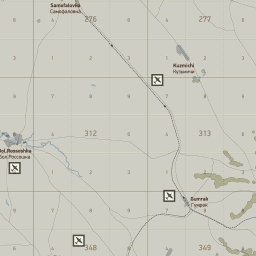 Samofalovka
Самофаловка
276
277
Kuzmichi
Кузьмичи
312
313
Bol.Rossoshka
Бол.Россошка
Gumrak
Гумрак
348
349